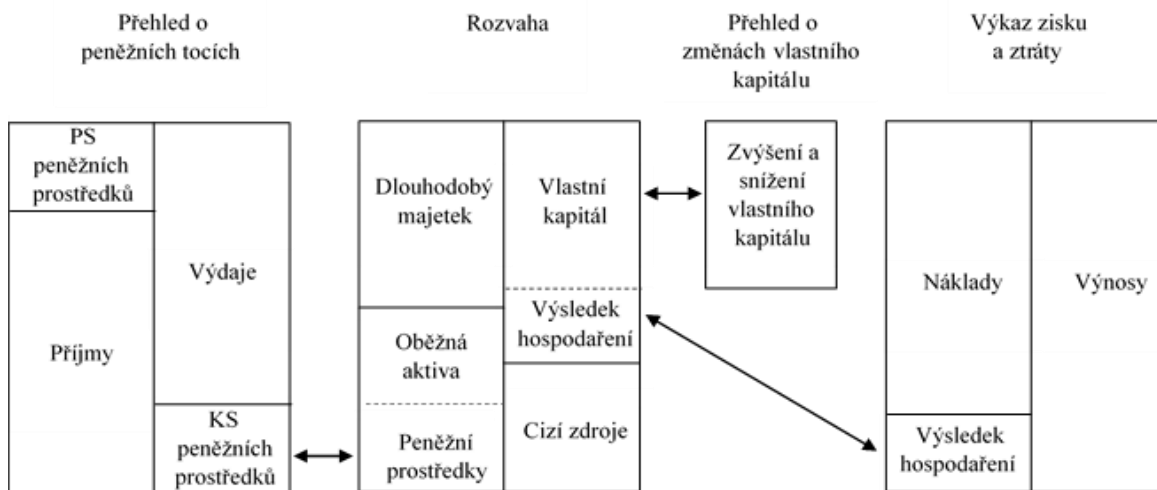 Přehled o
peněžních tocích
Rozvaha
Přehled o
změnách vlastního
kapitálu
Výkaz zisku
a ztráty
PS
peněžních
prostředků
Příjmy
Výdaje
KS
peněžních
prostředků
Dlouhodobý
majetek
Oběžná
aktiva
Peněžní
prostředky
Vlastní
kapitál
Výsledek
hospodaření
Cizí zdroje
Zvýšení a
snížení
vlastního
kapitálu
Náklady
Výsledek
hospodaření
Výnosy